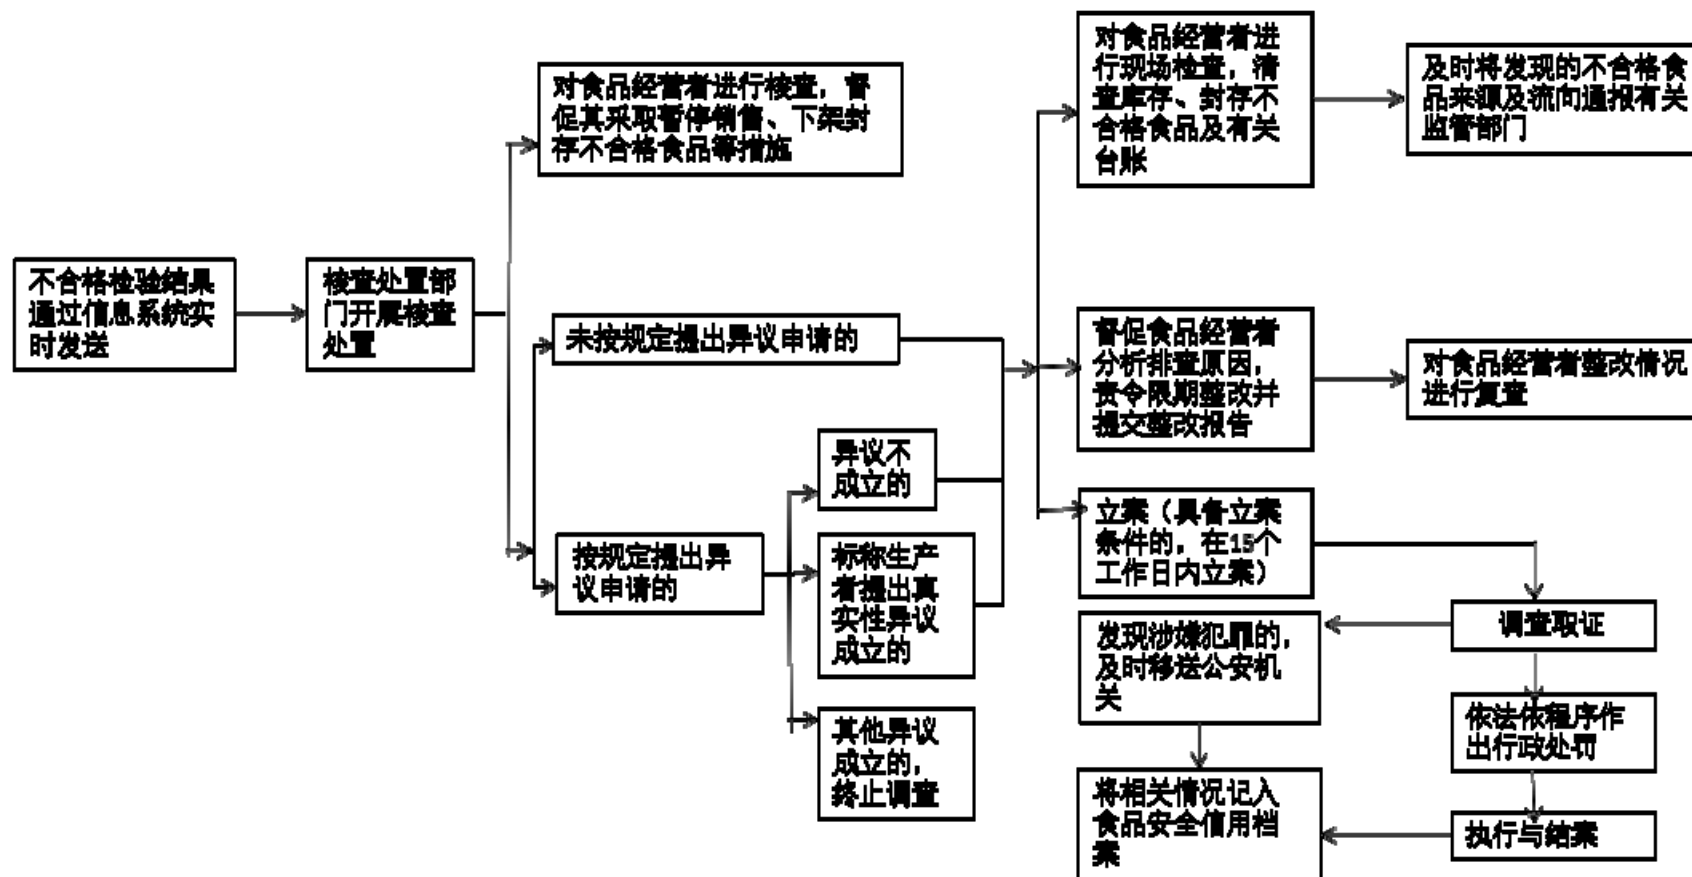 不合格检验结果
通过信息系统实
时发送
核查处置部
门开展核查
处置
对食品经营者进行核查，督
促其采取暂停销售、下架封
存不合格食品等措施
未按规定提出异议申请的
按规定提出异
议申请的
异议不
成立的
标称生产
者提出真
实性异议
成立的
其他异议
成立的，
终止调查
对食品经营者进
行现场检查，清
查库存、封存不
合格食品及有关
台账
及时将发现的不合格食
品来源及流向通报有关
监管部门
督促食品经营者
分析排查原因，
责令限期整改并
提交整改报告
对食品经营者整改情况
进行复查
立案（具备立案
条件的，在15个
工作日内立案）
调查取证
发现涉嫌犯罪的，
及时移送公安机
关
依法依程序作
出行政处罚
执行与结案
将相关情况记入
食品安全信用档
案